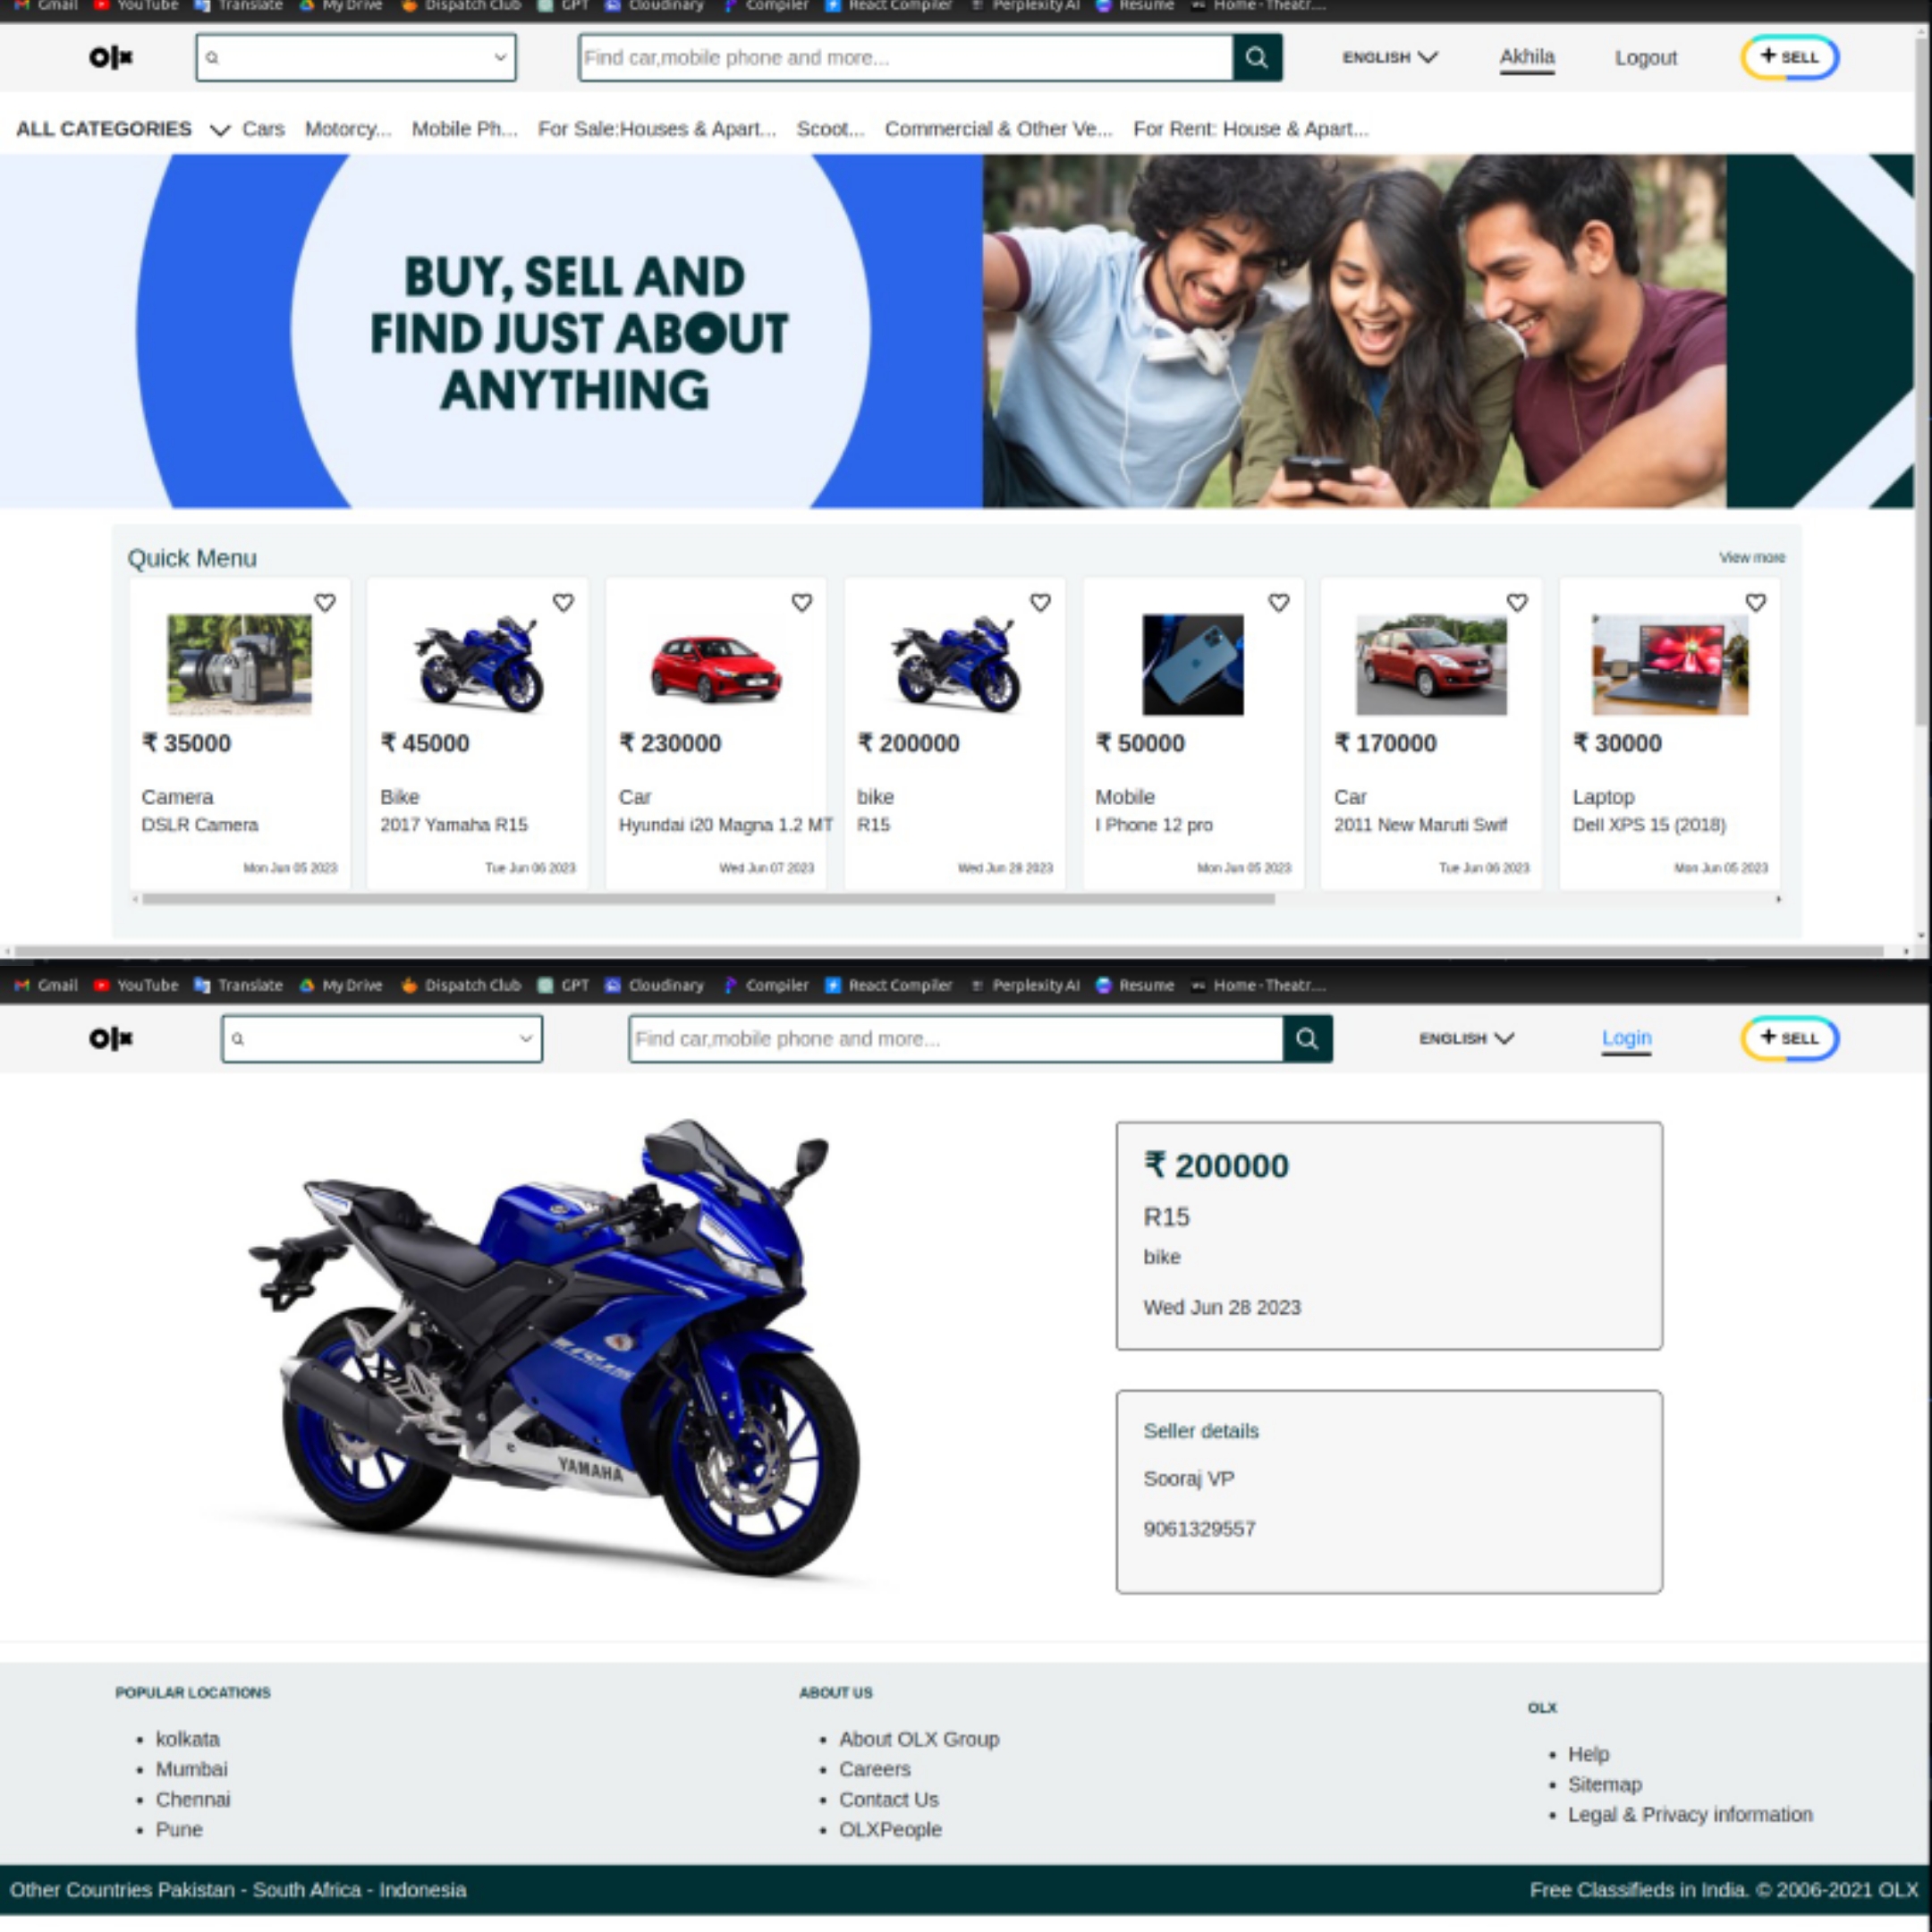 Gmail YouTube Translate My Drive Dispatch Club GPT Cloudinary Compiler React Compiler Perplexity AI Resume Home - Theatr....
olx Find car,mobile phone and more... ENGLISH Akhila Logout + SELL
ALL CATEGORIES Cars Motorcy... Mobile Ph... For Sale:Houses & Apart... Scoot... Commercial & Other Ve... For Rent: House & Apart...
BUY, SELL AND
FIND JUST ABOUT
ANYTHING
Quick Menu View more
₹ 35000 ₹ 45000 ₹ 230000 ₹ 200000 ₹ 50000 ₹ 170000 ₹ 30000
Camera Bike Car bike Mobile Car Laptop
DSLR Camera 2017 Yamaha R15 Hyundai i20 Magna 1.2 MT R15 I Phone 12 pro 2011 New Maruti Swif Dell XPS 15 (2018)
Mon Jun 05 2023 Tue Jun 06 2023 Wed Jun 07 2023 Wed Jun 28 2023 Mon Jun 05 2023 Tue Jun 06 2023 Mon Jun 05 2023
Gmail YouTube Translate My Drive Dispatch Club GPT Cloudinary Compiler React Compiler Perplexity AI Resume Home - Theatr....
olx Find car,mobile phone and more... ENGLISH Login + SELL
₹ 200000
R15
bike
Wed Jun 28 2023
YAMAHA
Seller details
Sooraj VP
9061329557
POPULAR LOCATIONS
kolkata
Mumbai
Chennai
Pune
ABOUT US
About OLX Group
Careers
Contact Us
OLXPeople
OLX
Help
Sitemap
Legal & Privacy information
Other Countries Pakistan - South Africa - Indonesia
Free Classifieds in India. © 2006-2021 OLX